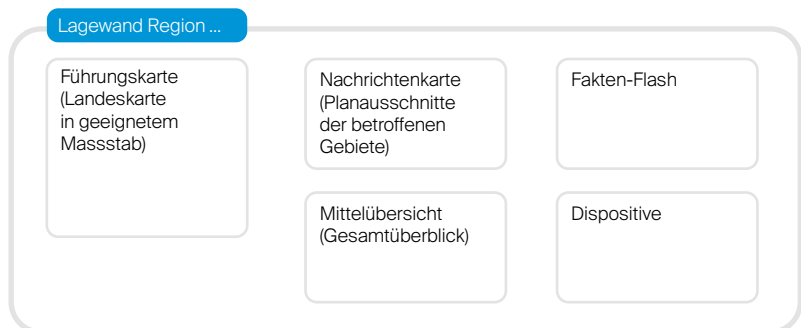 Lagewand Region ...
Führungskarte
(Landeskarte
in geeignetem
Massstab)
Nachrichtenkarte
(Planausschnitte
der betroffenen
Gebiete)
Fakten-Flash
Mittelübersicht
(Gesamtüberblick)
Dispositive